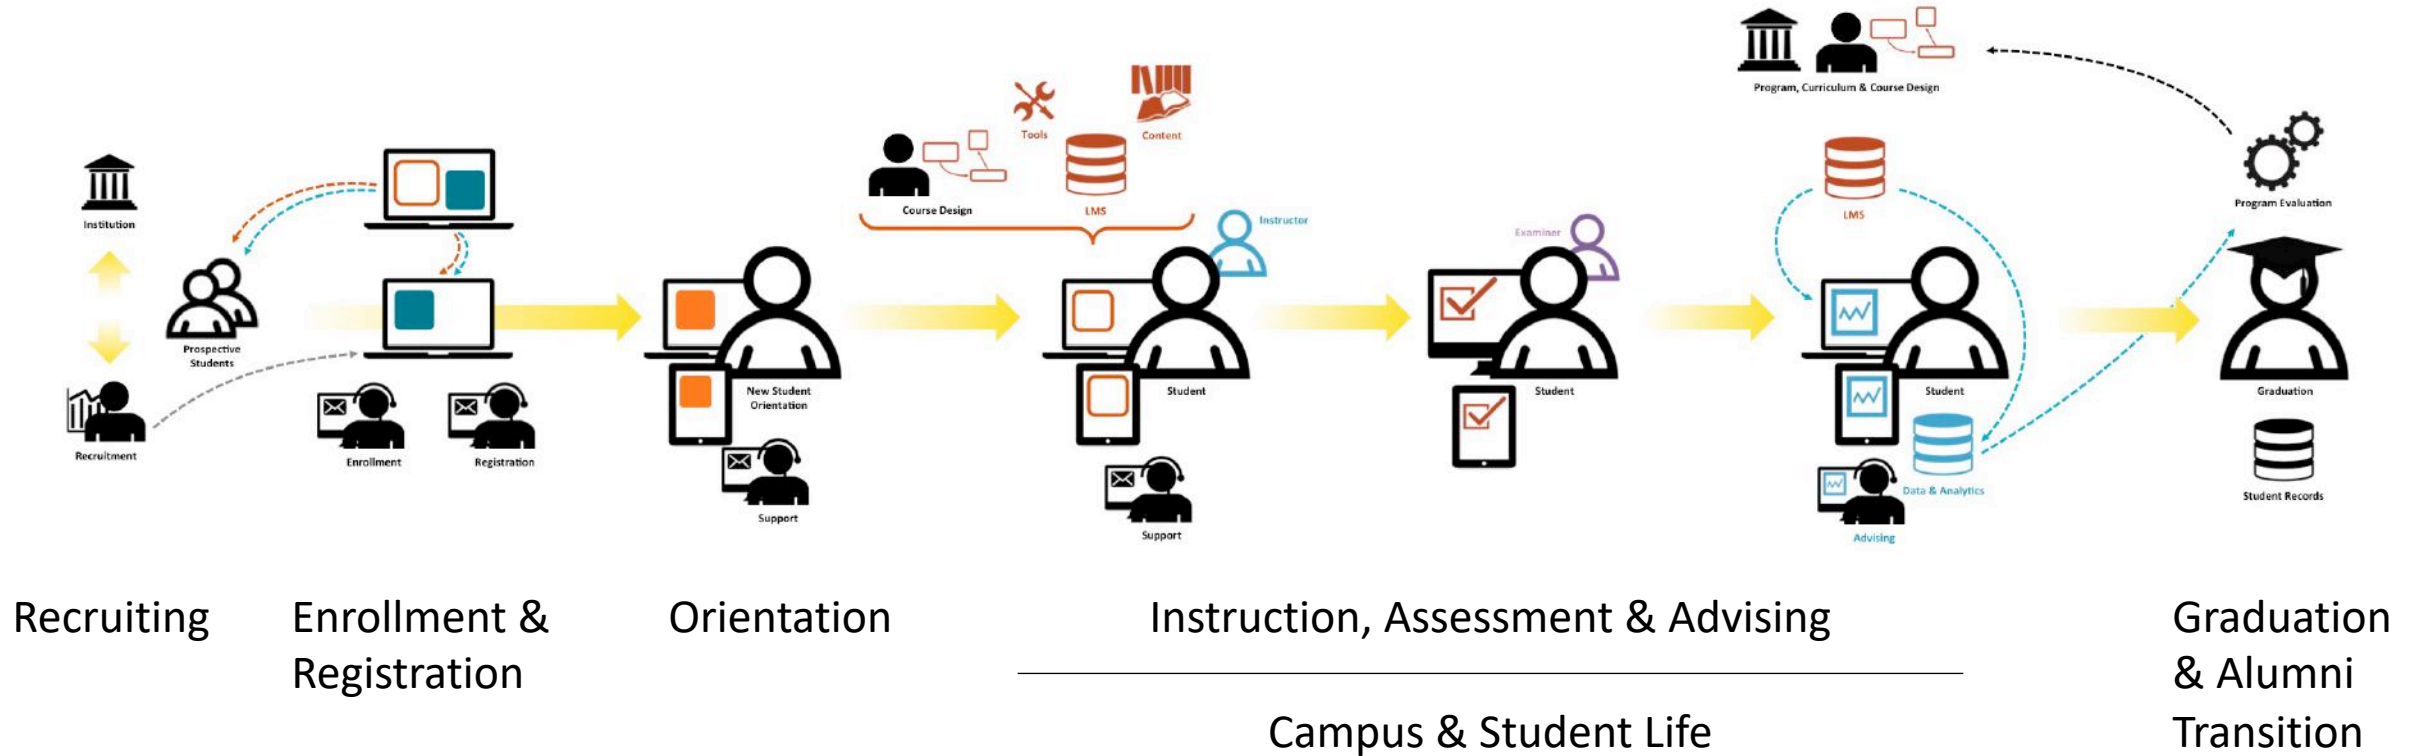 Institution
Prospective
Students
Recruitment
Enrollment
Registration
New Student
Orientation
Support
Course Design
Tools
LMS
Content
Instructor
Student
Support
Examiner
Student
Program, Curriculum & Course Design
LMS
Student
Data & Analytics
Advising
Program Evaluation
Graduation
Student Records
Recruiting
Enrollment &
Registration
Orientation
Instruction, Assessment & Advising
Campus & Student Life
Graduation
& Alumni
Transition